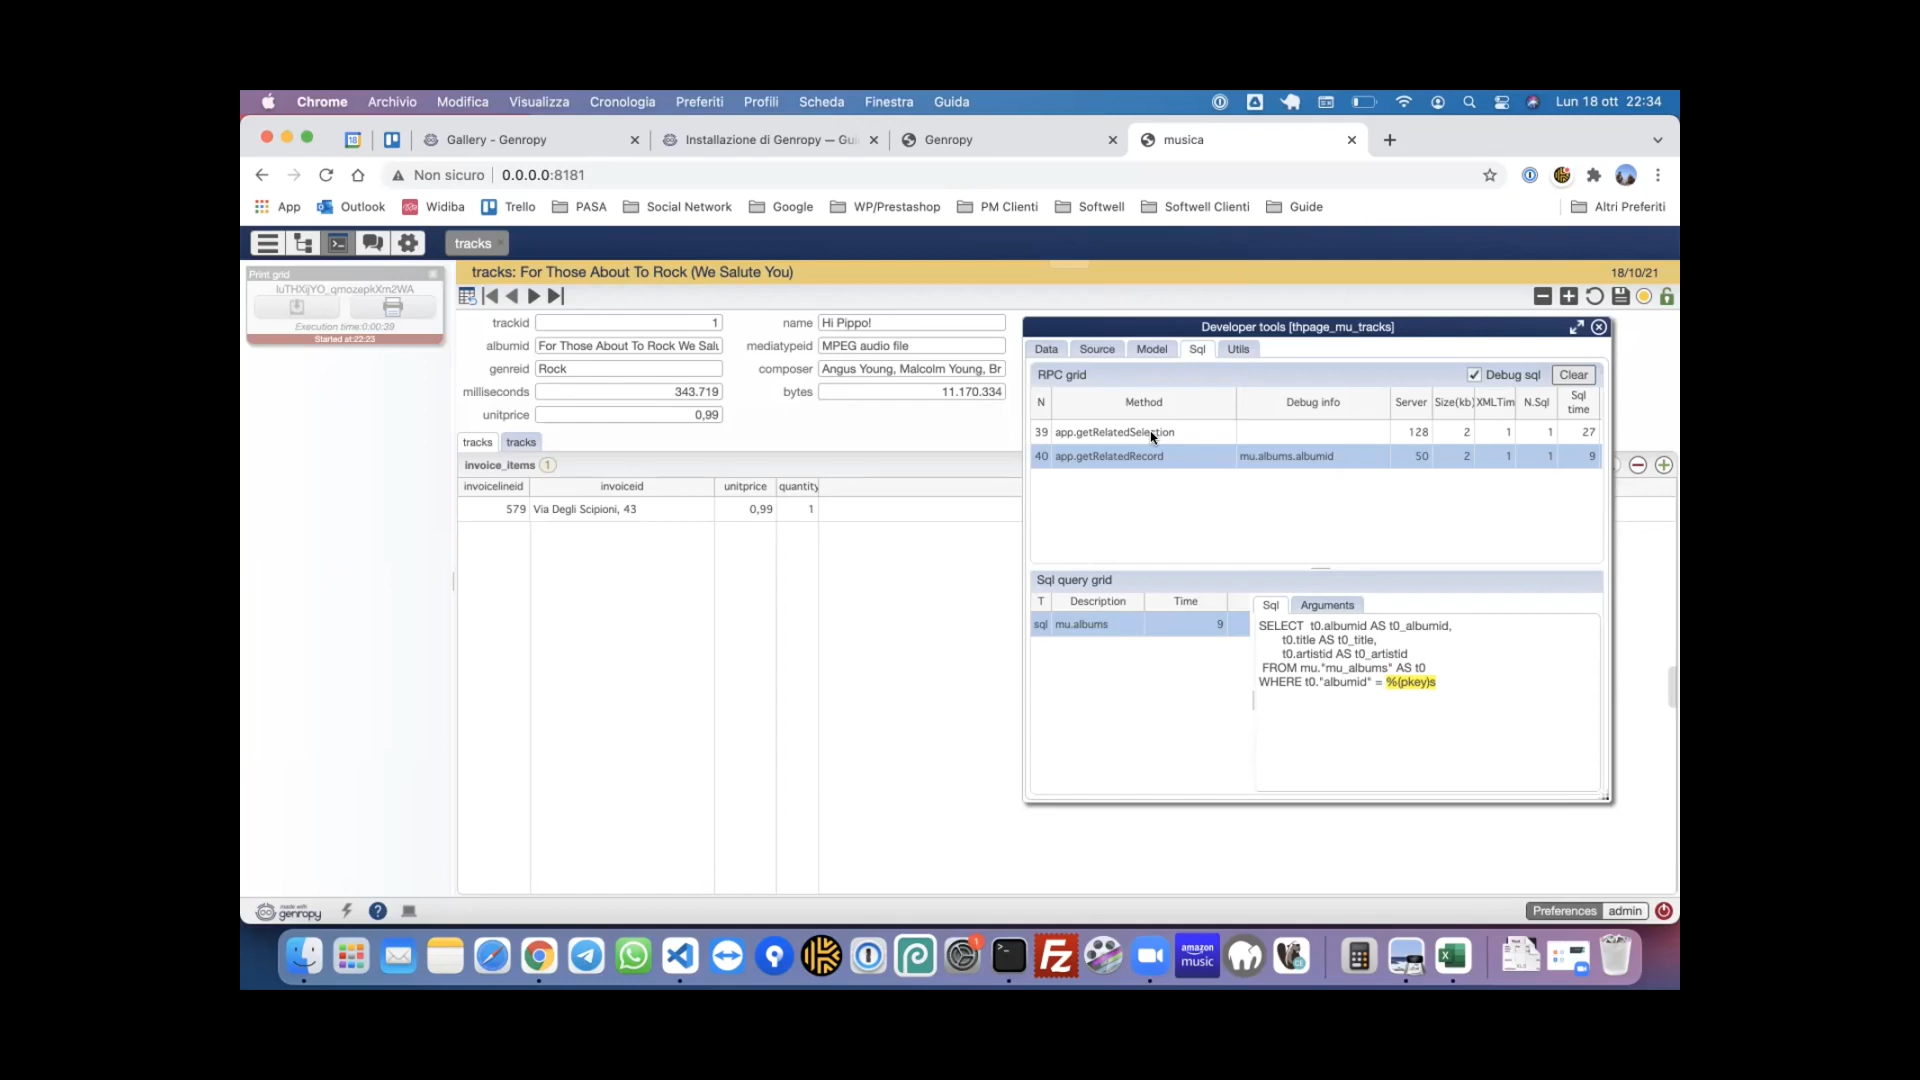 Chrome Archivio Modifica Visualizza Cronologia Preferiti Profili Scheda Finestra Guida Lun 18 ott 22:34
Gallery - Genropy Installazione di Genropy — Gu Genropy musica
Non sicuro 0.0.0.0:8181
App Outlook Widiba Trello PASA Social Network Google WP/Prestashop PM Clienti Softwell Softwell Clienti Guide Altri Preferiti
tracks
Print grid
Execution time:0:00:39
Started at:22:23
tracks: For Those About To Rock (We Salute You) 18/10/21
trackid 1 name Hi Pippo!
albumid For Those About To Rock We Salu mediatypeid MPEG audio file
genreid Rock composer Angus Young, Malcolm Young, Br
milliseconds 343.719 bytes 11.170.334
unitprice 0,99
tracks tracks
invoice_items 1
invoicelineid invoiceid unitprice quantity
579 Via Degli Scipioni, 43 0,99 1
Developer tools [thpage_mu_tracks]
Data Source Model Sql Utils
RPC grid Debug sql Clear
N Method Debug info Server Size(kb) XMLTim N.Sql Sql time
39 app.getRelatedSelection 128 2 1 1 27
40 app.getRelatedRecord mu.albums.albumid 50 2 1 1 9
Sql query grid
T Description Time
sql mu.albums 9
Sql Arguments
SELECT t0.albumid AS t0_albumid,
t0.title AS t0_title,
t0.artistid AS t0_artistid
FROM mu."mu_albums" AS t0
WHERE t0."albumid" = %(pkey)s
made with
genropy
Preferences admin
amazon
music